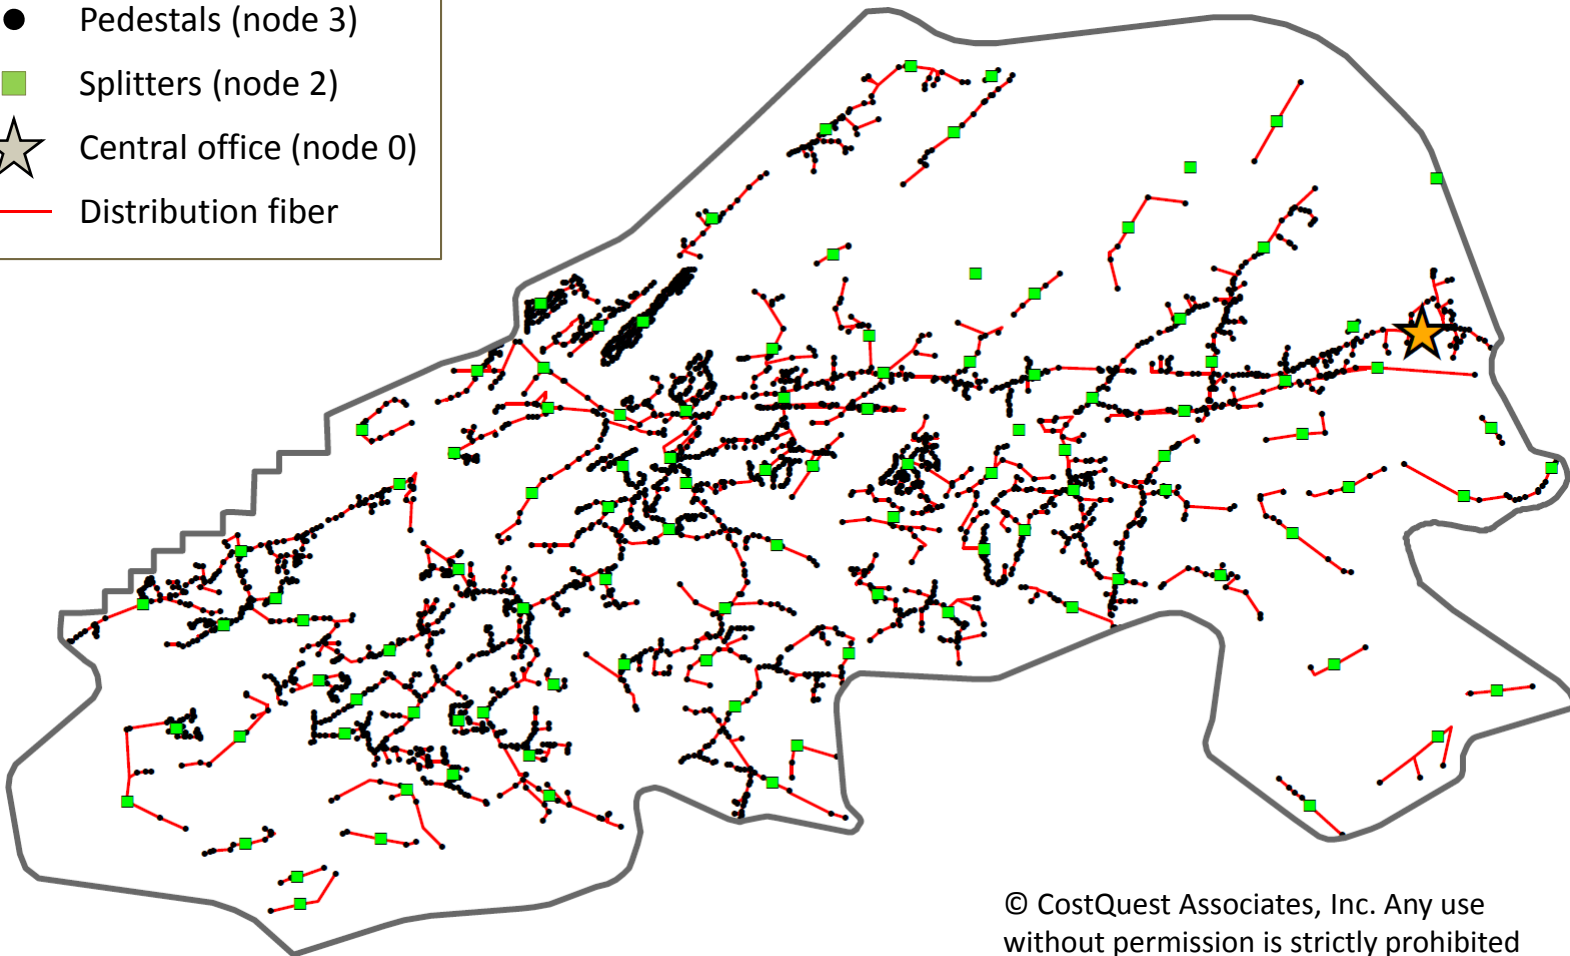 Pedestals (node 3)
Splitters (node 2)
Central office (node 0)
Distribution fiber
© CostQuest Associates, Inc. Any use
without permission is strictly prohibited